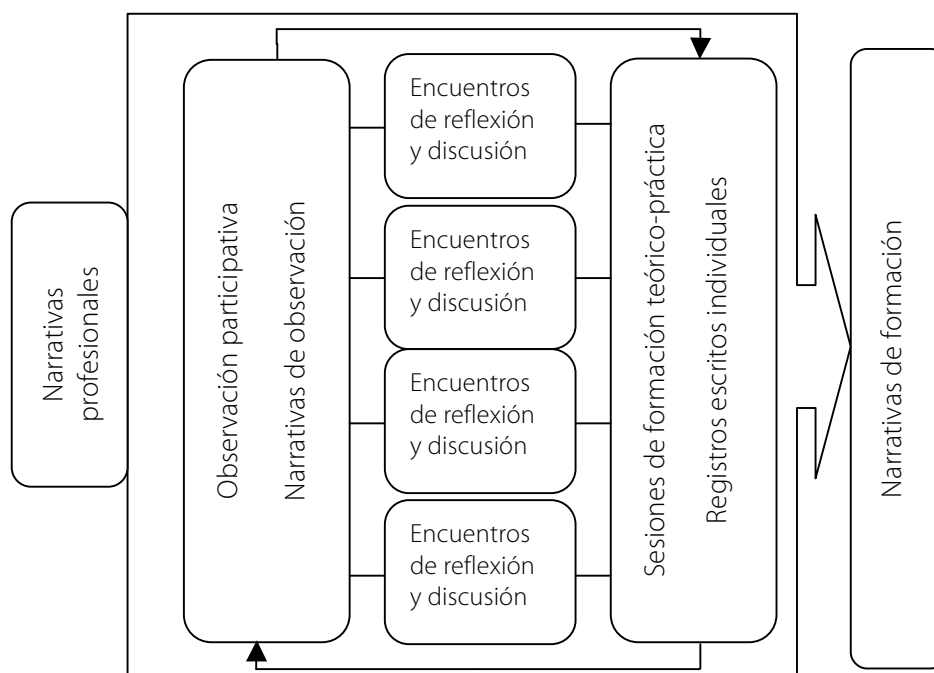 Narrativas
profesionales
Observación participativa
Narrativas de observación
Encuentros
de reflexión
y discusión
Encuentros
de reflexión
y discusión
Encuentros
de reflexión
y discusión
Encuentros
de reflexión
y discusión
Sesiones de formación teórico-práctica
Registros escritos individuales
Narrativas de formación